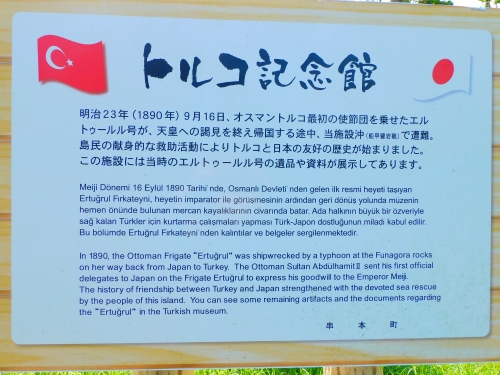 トルコ記念館
明治23年（1890年）9月16日、オスマントルコ最初の使節団を乗せたエル
トゥールル号が、天皇への謁見を終え帰国する途中、当施設沖（船甲羅岩礁）で遭難。
島民の献身的な救助活動によりトルコと日本の友好の歴史が始まりました。
この施設には当時のエルトゥールル号の遺品や資料が展示してあります。
Meiji Dönemi 16 Eylül 1890 Tarihi'nde, Osmanlı Devleti'nden gelen ilk resmi heyeti taşıyan
Ertuğrul Fırkateyni, heyetin imparator ile görüşmesinin ardından geri dönüş yolunda müzenin
hemen önünde bulunan mercan kayalıklarının civarında batar. Ada halkının büyük bir özveriyle
sağ kalan Türkler için kurtarma çalışmaları yapması Türk-Japon dostluğunun miladı kabul edilir.
Bu bölümde Ertuğrul Fırkateyni'nden kalıntılar ve belgeler sergilenmektedir.
In 1890, the Ottoman Frigate "Ertuğrul" was shipwrecked by a typhoon at the Funagora rocks
on her way back from Japan to Turkey. The Ottoman Sultan AbdülhamitⅡ sent his first official
delegates to Japan on the Frigate Ertuğrul to express his goodwill to the Emperor Meiji.
The history of friendship between Turkey and Japan strengthened with the devoted sea rescue
by the people of this island. You can see some remaining artifacts and the documents regarding
the "Ertuğrul" in the Turkish museum.
串本町